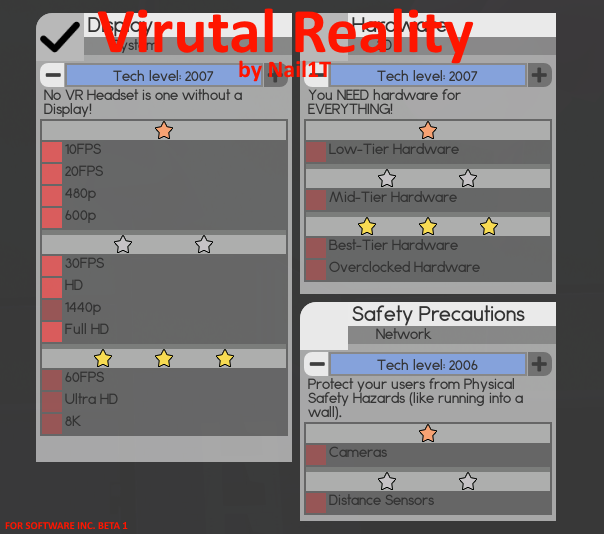 Virutal Reality
by Nail1T
Display
System
Tech level: 2007
No VR Headset is one without a
Display!
10FPS
20FPS
480p
600p
30FPS
HD
1440p
Full HD
60FPS
Ultra HD
8K
Hardware
Tech level: 2007
You NEED hardware for
EVERYTHING!
Low-Tier Hardware
Mid-Tier Hardware
Best-Tier Hardware
Overclocked Hardware
Safety Precautions
Network
Tech level: 2006
Protect your users from Physical
Safety Hazards (like running into a
wall).
Cameras
Distance Sensors
FOR SOFTWARE INC. BETA 1